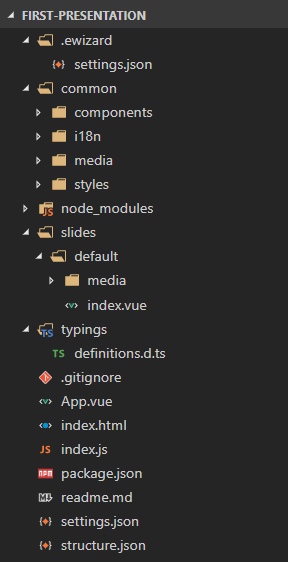 FIRST-PRESENTATION
.ewizard
settings.json
common
components
i18n
media
styles
node_modules
slides
default
media
index.vue
typings
TS definitions.d.ts
.gitignore
App.vue
index.html
JS index.js
package.json
readme.md
settings.json
structure.json